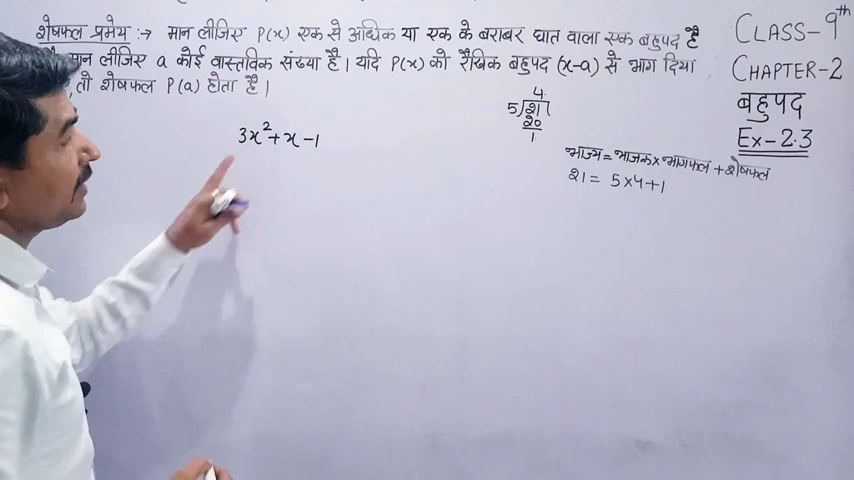 शेषफल प्रमेय :→ मान लीजिए P(x) एक से अधिक या एक के बराबर घात वाला एक बहुपद है
मान लीजिए a कोई वास्तविक संख्या है। यदि P(x) को रैखिक बहुपद (x-a) से भाग दिया
,तो शेषफल P(a) होता है।
3x²+x-1
4
5)21(
20
1
भाज्य = भाजक × भागफल + शेषफल
21 = 5×4+1
CLASS-9th
CHAPTER-2
बहुपद
Ex-2.3